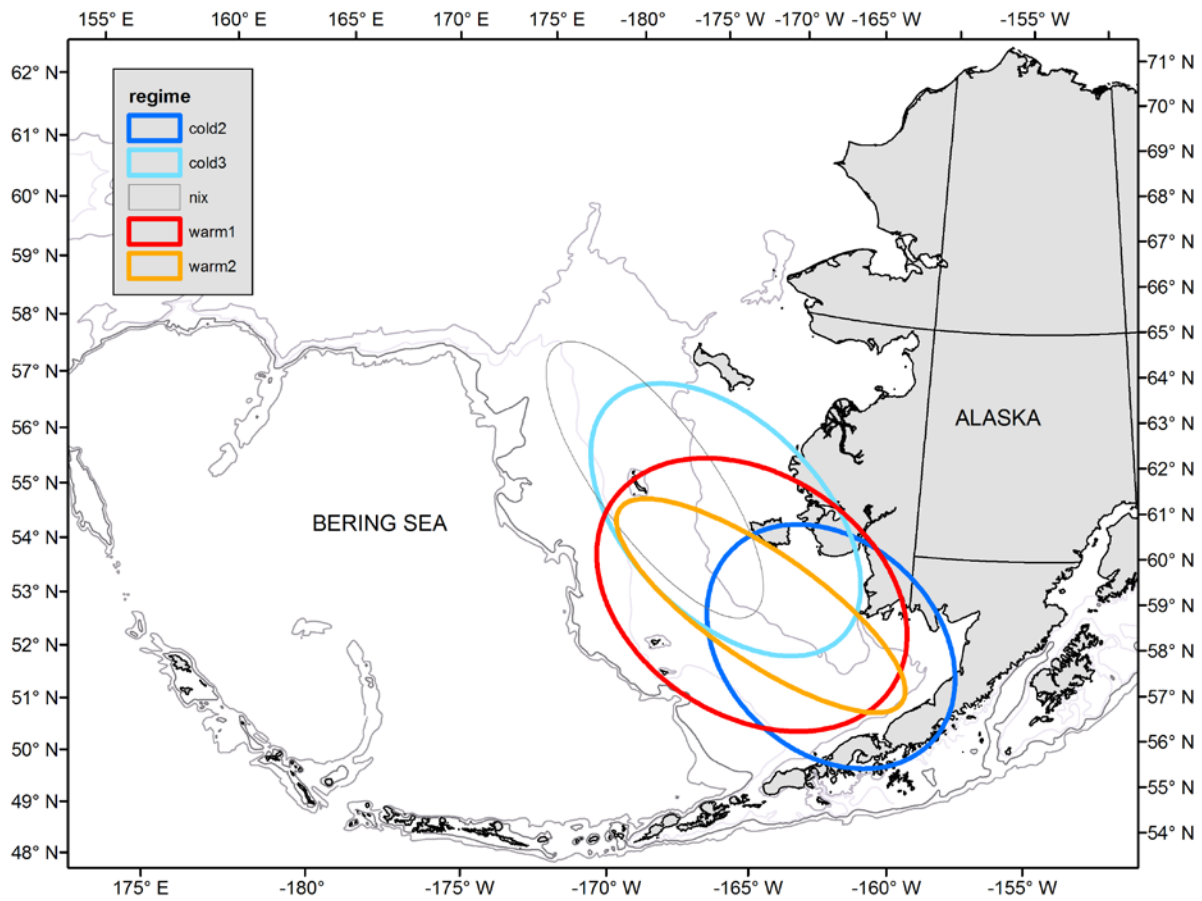 155° E 160° E 165° E 170° E 175° E -180° -175° W -170° W -165° W -155° W
62° N 71° N
regime
61° N 70° N
cold2
69° N
cold3
60° N 68° N
nix
59° N 67° N
warm1
warm2
58° N 66° N
65° N
57° N 64° N
56° N ALASKA 63° N
55° N 62° N
54° N BERING SEA 61° N
53° N 60° N
59° N
52° N 58° N
51° N 57° N
50° N 56° N
49° N 55° N
48° N 54° N
175° E -180° -175° W -170° W -165° W -160° W -155° W